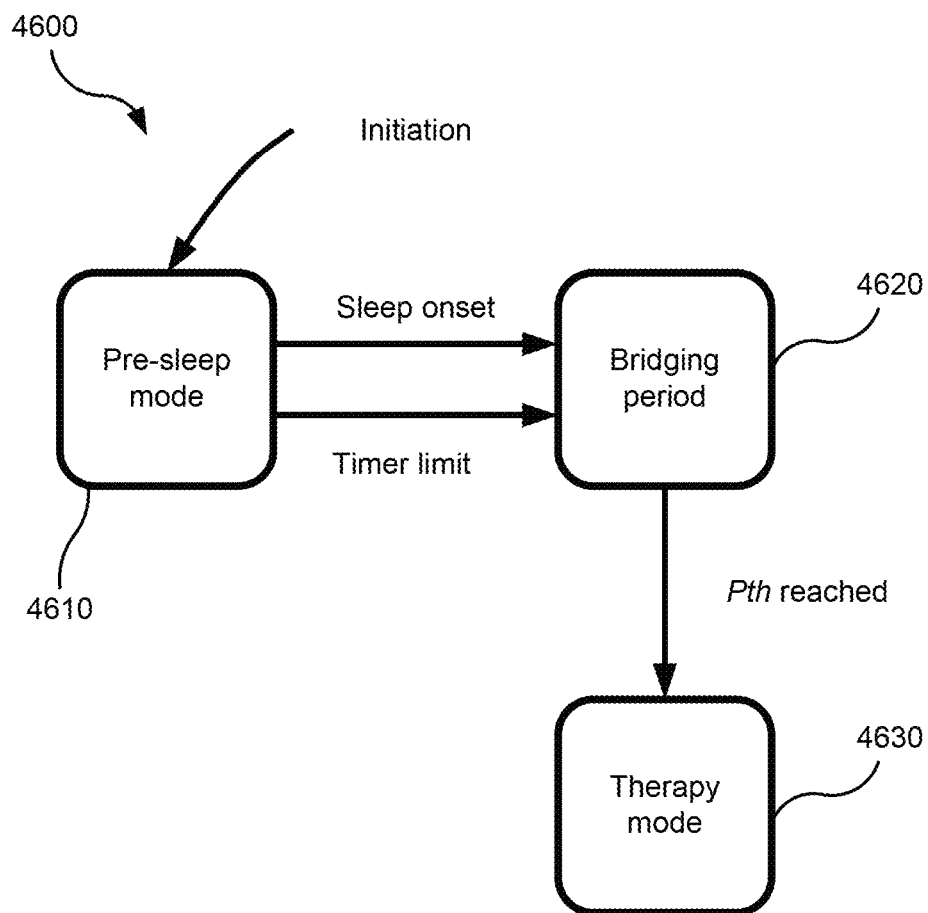 4600
Initiation
Sleep onset
4620
Pre-sleep
mode
Bridging
period
Timer limit
4610
Pth reached
4630
Therapy
mode